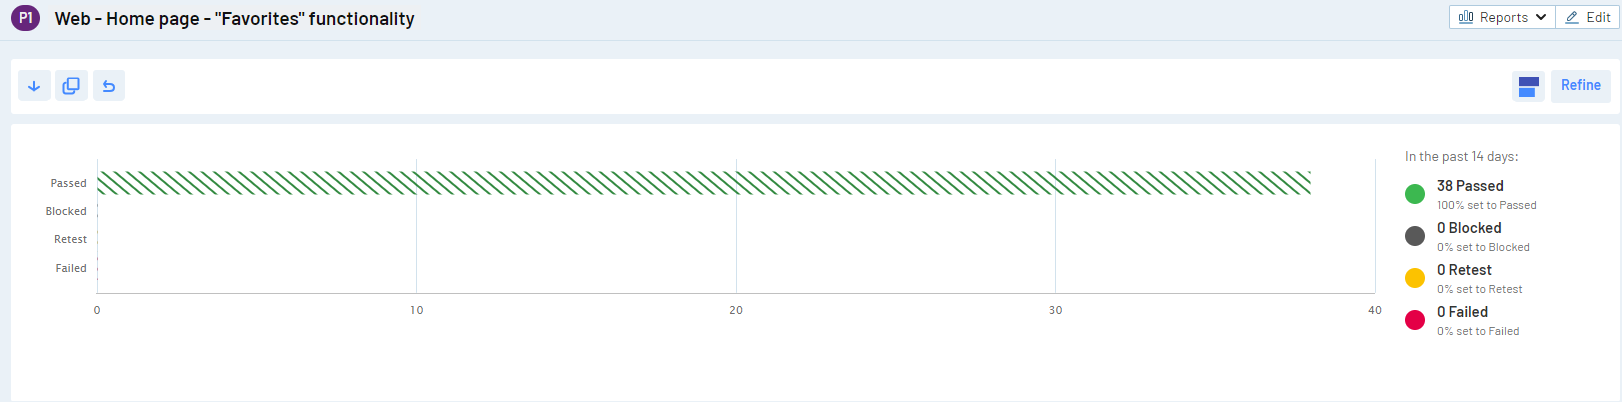 P1 Web - Home page - "Favorites" functionality
Reports Edit
Refine
Passed
Blocked
Retest
Failed
0 10 20 30 40
In the past 14 days:
38 Passed
100% set to Passed
0 Blocked
0% set to Blocked
0 Retest
0% set to Retest
0 Failed
0% set to Failed